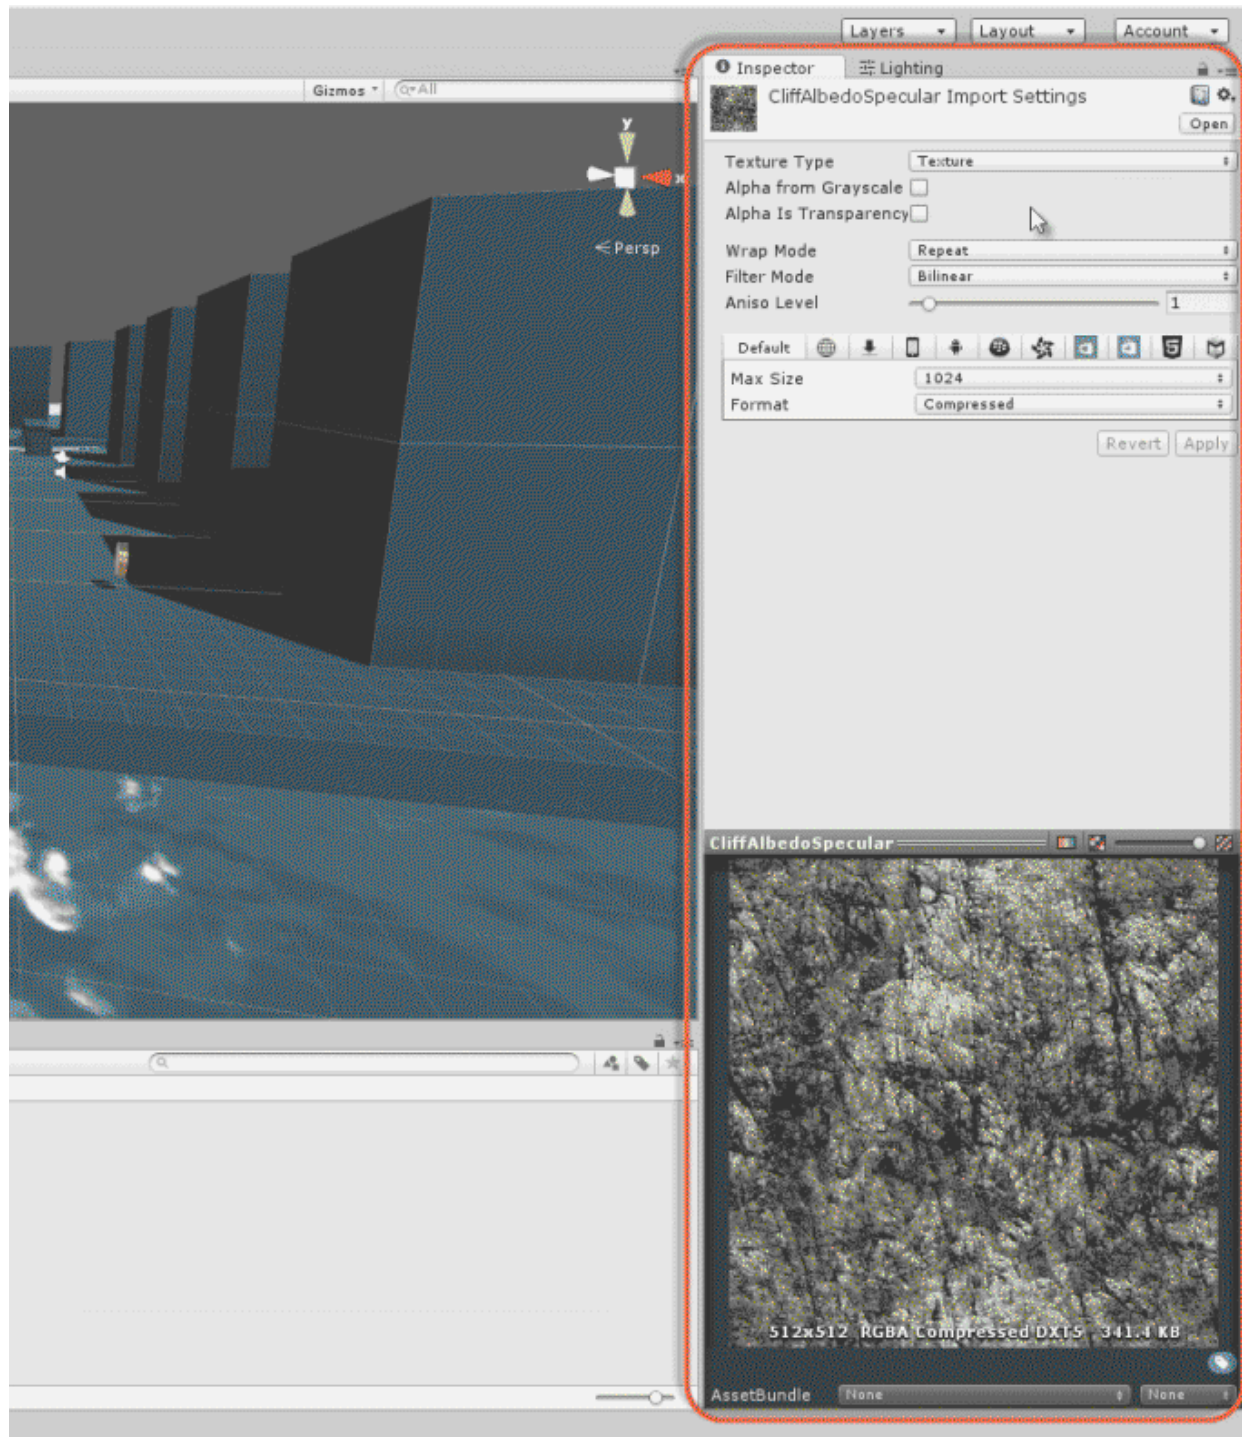 Layers Layout Account
Inspector Lighting
Gizmos All
CliffAlbedoSpecular Import Settings
Open
y
x
Persp
Texture Type Texture
Alpha from Grayscale
Alpha Is Transparency
Wrap Mode Repeat
Filter Mode Bilinear
Aniso Level 1
Default
Max Size 1024
Format Compressed
Revert Apply
CliffAlbedoSpecular
512x512 RGBA Compressed DXT5 341.4 KB
AssetBundle None None